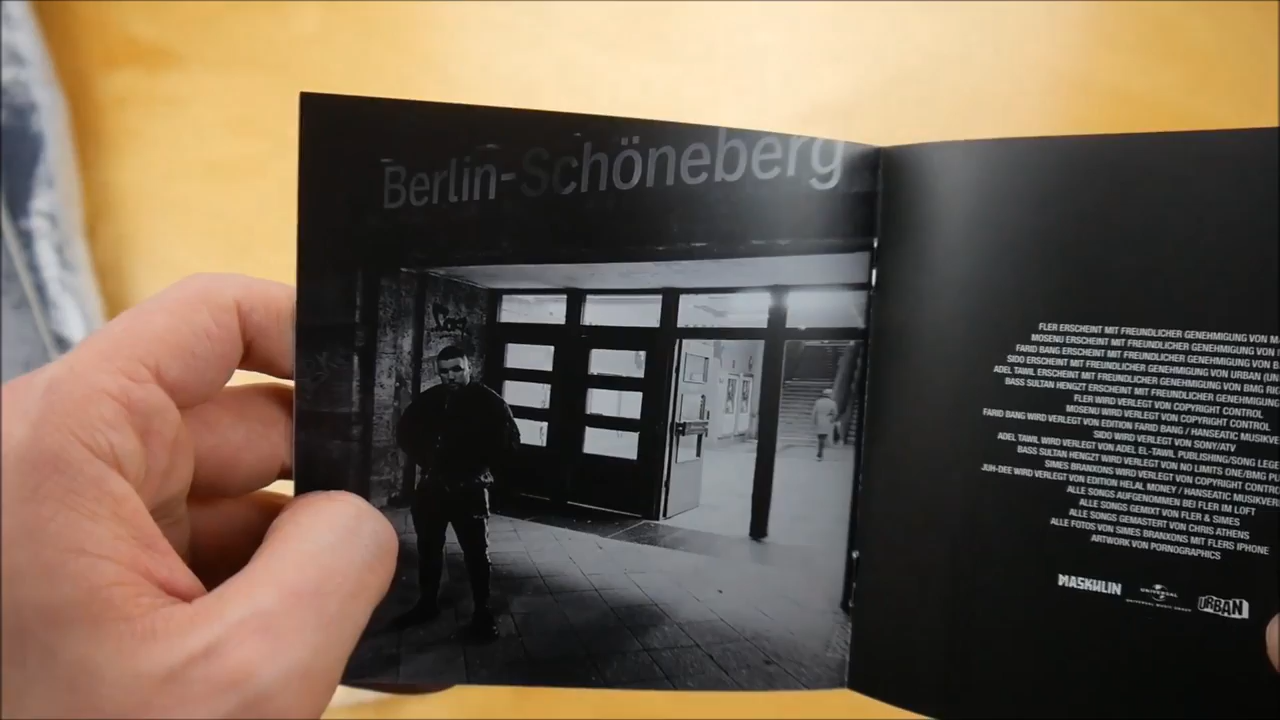 Berlin-Schöneberg
FLER ERSCHEINT MIT FREUNDLICHER GENEHMIGUNG VON
MOSENU ERSCHEINT MIT FREUNDLICHER GENEHMIGUNG VON
FARID BANG ERSCHEINT MIT FREUNDLICHER GENEHMIGUNG VON
SIDO ERSCHEINT MIT FREUNDLICHER GENEHMIGUNG VON URBAN
ADEL TAWIL ERSCHEINT MIT FREUNDLICHER GENEHMIGUNG VON BMG
BASS SULTAN HENGZT ERSCHEINT MIT FREUNDLICHER GENEHMIGUNG
FLER WIRD VERLEGT VON COPYRIGHT CONTROL
MOSENU WIRD VERLEGT VON COPYRIGHT CONTROL
FARID BANG WIRD VERLEGT VON EDITION FARID BANG / HANSEATIC
SIDO WIRD VERLEGT VON SONY/ATV
ADEL TAWIL WIRD VERLEGT VON ADEL EL-TAWIL PUBLISHING/SONG
BASS SULTAN HENGZT WIRD VERLEGT VON NO LIMITS ONE/BMG
SIMES BRANXONS WIRD VERLEGT VON COPYRIGHT
JUH-DEE WIRD VERLEGT VON EDITION HELAL MONEY / HANSEATIC
ALLE SONGS AUFGENOMMEN BEI FLER IM LOFT
ALLE SONGS GEMIXT VON FLER & SIMES
ALLE SONGS GEMASTERT VON CHRIS ATHENS
ALLE FOTOS VON SIMES BRANXONS MIT FLERS IPHONE
ARTWORK VON PORNOGRAPHICS
MASKULIN
UNIVERSAL
UNIVERSAL MUSIC GROUP
URBAN